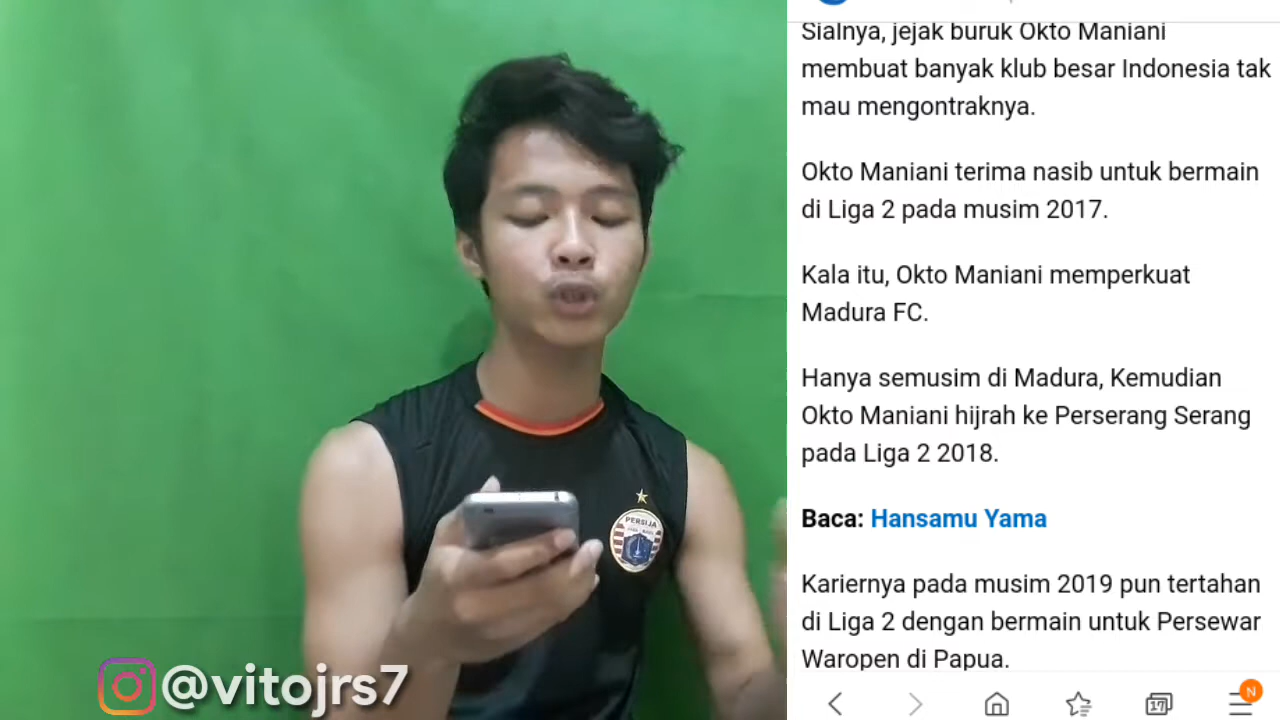 Sialnya, jejak buruk Okto Maniani
membuat banyak klub besar Indonesia tak
mau mengontraknya.
Okto Maniani terima nasib untuk bermain
di Liga 2 pada musim 2017.
Kala itu, Okto Maniani memperkuat
Madura FC.
Hanya semusim di Madura, Kemudian
Okto Maniani hijrah ke Perserang Serang
pada Liga 2 2018.
Baca: Hansamu Yama
Kariernya pada musim 2019 pun tertahan
di Liga 2 dengan bermain untuk Persewar
Waropen di Papua.
17
N
PERSIJA
@vitojrs7